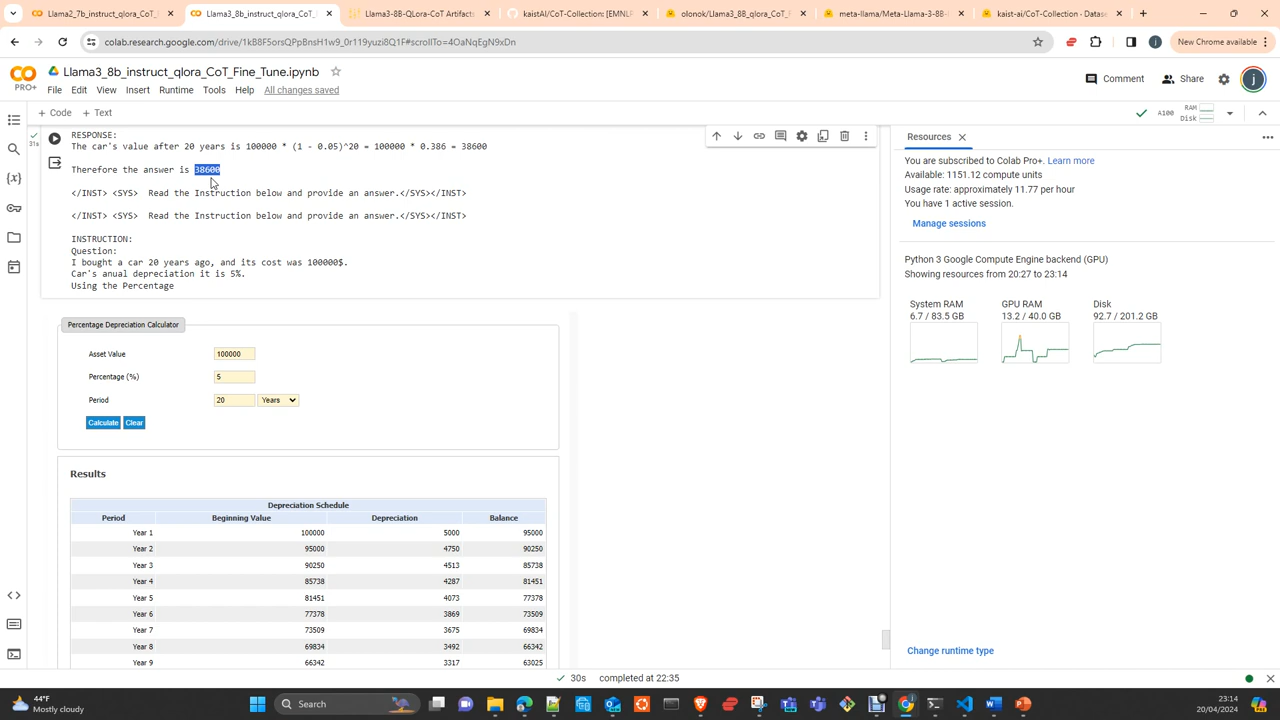 Llama2_7b_instruct_qlora_CoT_F
Llama3_8b_instruct_qlora_CoT_F
Llama3-8B-QLora-CoT Artifacts
kaistAI/CoT-Collection: [EMNLP
olonok/Llama3_8B_qlora_CoT_F
meta-llama/Meta-Llama-3-8B-
kaist-ai/CoT-Collection · Datase
colab.research.google.com/drive/1kB8F5orsQPpBnsH1w9_0r119yuzi8Q1F#scrollTo=4OaNqEgN9xDn
New Chrome available
PRO+
Llama3_8b_instruct_qlora_CoT_Fine_Tune.ipynb
Comment
Share
File Edit View Insert Runtime Tools Help All changes saved
+ Code + Text
A100
RAM
Disk
31s
RESPONSE:
The car's value after 20 years is 100000 * (1 - 0.05)^20 = 100000 * 0.386 = 38600
Therefore the answer is 38600
</INST> <SYS> Read the Instruction below and provide an answer.</SYS></INST>
</INST> <SYS> Read the Instruction below and provide an answer.</SYS></INST>
INSTRUCTION:
Question:
I bought a car 20 years ago, and its cost was 100000$.
Car's anual depreciation it is 5%.
Using the Percentage
Percentage Depreciation Calculator
Asset Value 100000
Percentage (%) 5
Period 20 Years
Calculate Clear
Results
Depreciation Schedule
Period Beginning Value Depreciation Balance
Year 1 100000 5000 95000
Year 2 95000 4750 90250
Year 3 90250 4513 85738
Year 4 85738 4287 81451
Year 5 81451 4073 77378
Year 6 77378 3869 73509
Year 7 73509 3675 69834
Year 8 69834 3492 66342
Year 9 66342 3317 63025
Resources
You are subscribed to Colab Pro+. Learn more
Available: 1151.12 compute units
Usage rate: approximately 11.77 per hour
You have 1 active session.
Manage sessions
Python 3 Google Compute Engine backend (GPU)
Showing resources from 20:27 to 23:14
System RAM GPU RAM Disk
6.7 / 83.5 GB 13.2 / 40.0 GB 92.7 / 201.2 GB
Change runtime type
30s completed at 22:35
44°F
Mostly cloudy
Search
23:14
20/04/2024